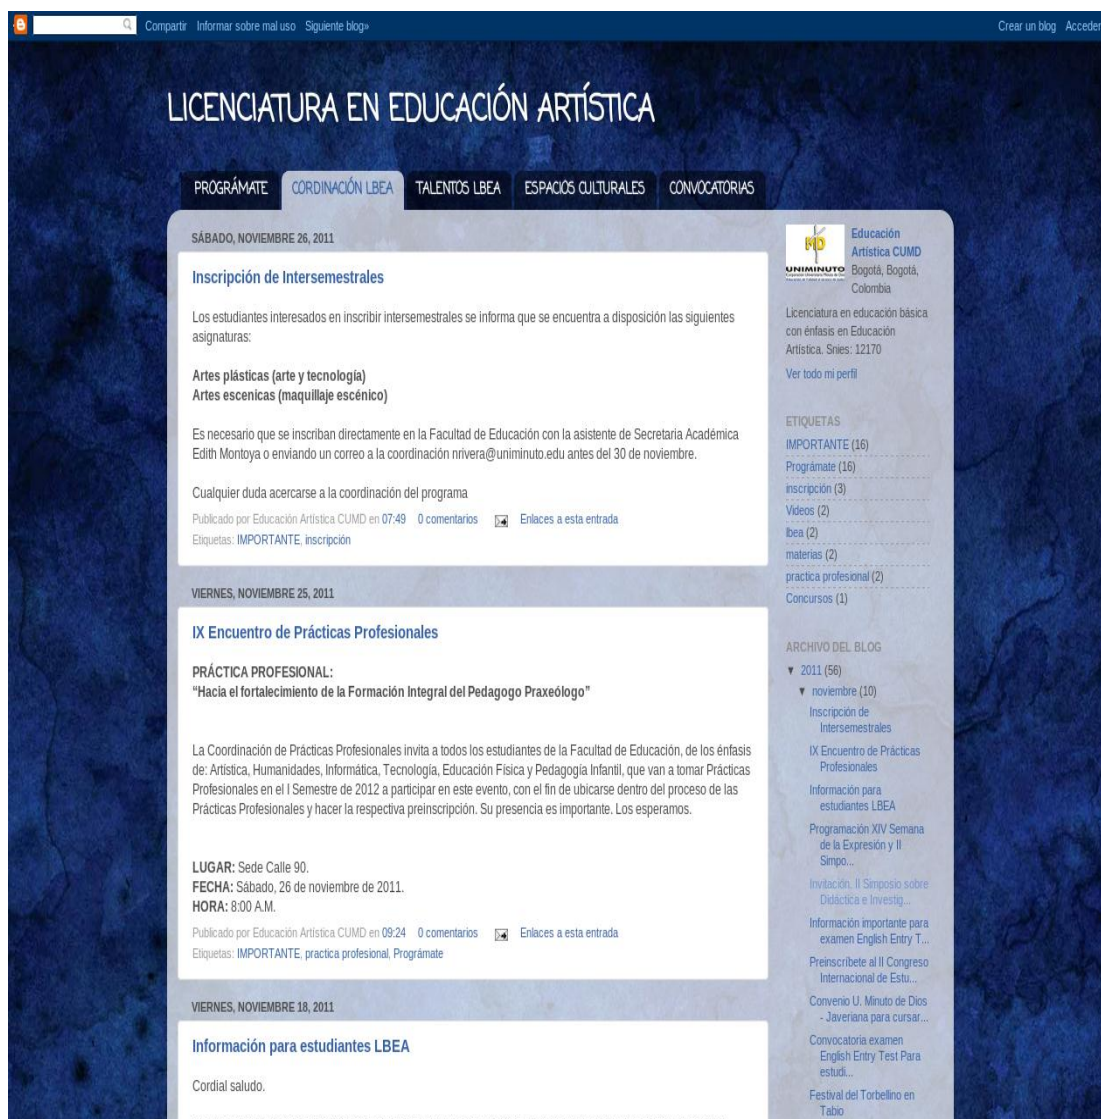 Compartir Informar sobre mal uso Siguiente blog» Crear un blog Acceder
LICENCIATURA EN EDUCACIÓN ARTÍSTICA
PROGRÁMATE CORDINACIÓN LBEA TALENTOS LBEA ESPACIOS CULTURALES CONVOCATORIAS
SÁBADO, NOVIEMBRE 26, 2011
Inscripción de Intersemestrales
Los estudiantes interesados en inscribir intersemestrales se informa que se encuentra a disposición las siguientes
asignaturas:
Artes plásticas (arte y tecnología)
Artes escenicas (maquillaje escénico)
Es necesario que se inscriban directamente en la Facultad de Educación con la asistente de Secretaria Académica
Edith Montoya o enviando un correo a la coordinación nrivera@uniminuto.edu antes del 30 de noviembre.
Cualquier duda acercarse a la coordinación del programa
Publicado por Educación Artística CUMD en 07:49 0 comentarios Enlaces a esta entrada
Etiquetas: IMPORTANTE, inscripción
VIERNES, NOVIEMBRE 25, 2011
IX Encuentro de Prácticas Profesionales
PRÁCTICA PROFESIONAL:
“Hacia el fortalecimiento de la Formación Integral del Pedagogo Praxeólogo”
La Coordinación de Prácticas Profesionales invita a todos los estudiantes de la Facultad de Educación, de los énfasis
de: Artística, Humanidades, Informática, Tecnología, Educación Física y Pedagogía Infantil, que van a tomar Prácticas
Profesionales en el I Semestre de 2012 a participar en este evento, con el fin de ubicarse dentro del proceso de las
Prácticas Profesionales y hacer la respectiva preinscripción. Su presencia es importante. Los esperamos.
LUGAR: Sede Calle 90.
FECHA: Sábado, 26 de noviembre de 2011.
HORA: 8:00 A.M.
Publicado por Educación Artística CUMD en 09:24 0 comentarios Enlaces a esta entrada
Etiquetas: IMPORTANTE, practica profesional, Prográmate
VIERNES, NOVIEMBRE 18, 2011
Información para estudiantes LBEA
Cordial saludo.
MD
UNIMINUTO
Educación
Artística CUMD
Bogotá, Bogotá,
Colombia
Licenciatura en educación básica
con énfasis en Educación
Artística. Snies: 12170
Ver todo mi perfil
ETIQUETAS
IMPORTANTE (16)
Prográmate (16)
inscripción (3)
Videos (2)
lbea (2)
materias (2)
practica profesional (2)
Concursos (1)
ARCHIVO DEL BLOG
▼ 2011 (56)
▼ noviembre (10)
Inscripción de
Intersemestrales
IX Encuentro de Prácticas
Profesionales
Información para
estudiantes LBEA
Programación XIV Semana
de la Expresión y II
Simpo...
Invitación. II Simposio sobre
Didáctica e Investig...
Información importante para
examen English Entry T...
Preinscríbete al II Congreso
Internacional de Estu...
Convenio U. Minuto de Dios
- Javeriana para cursar...
Convocatoria examen
English Entry Test Para
estudi...
Festival del Torbellino en
Tabio